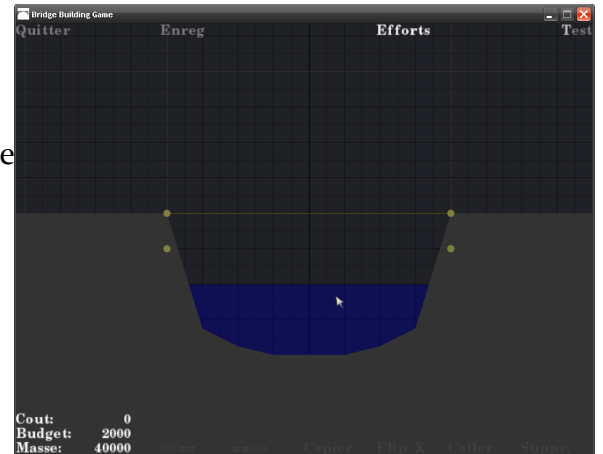 Bridge Building Game
Quitter Enreg Efforts Test
e
Cout: 0
Budget: 2000
Masse: 40000 <<== ==>> Copier Flip X Coller Suppr.